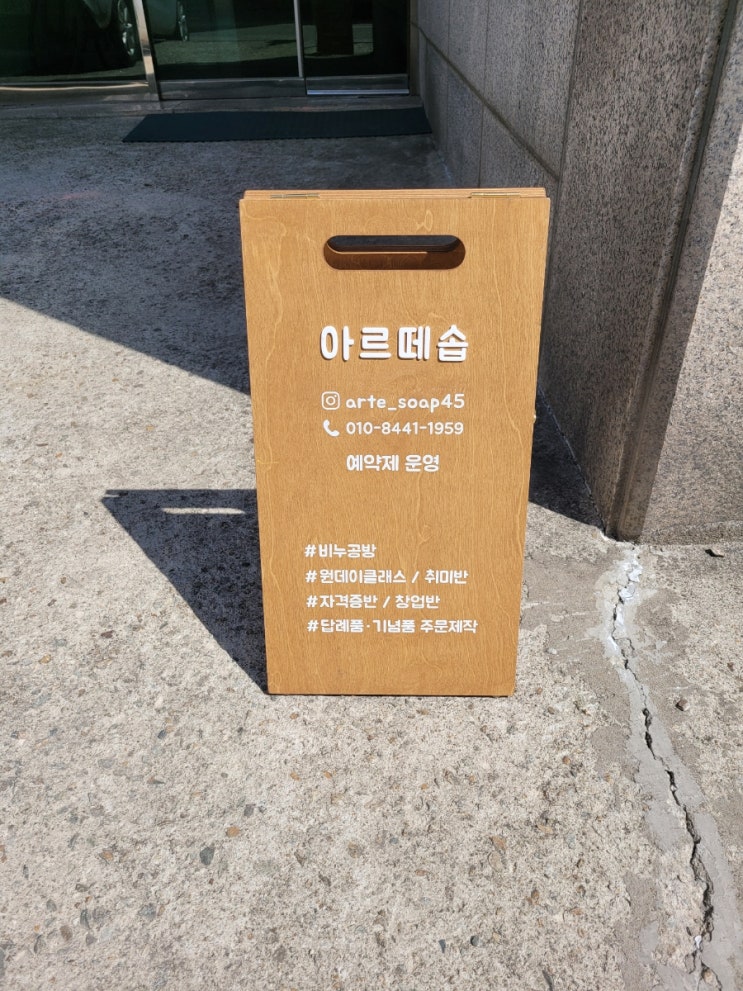 아르떼솝
arte_soap45
010-8441-1959
예약제 운영
#비누공방
#원데이클래스 / 취미반
#자격증반 / 창업반
#답례품·기념품 주문제작